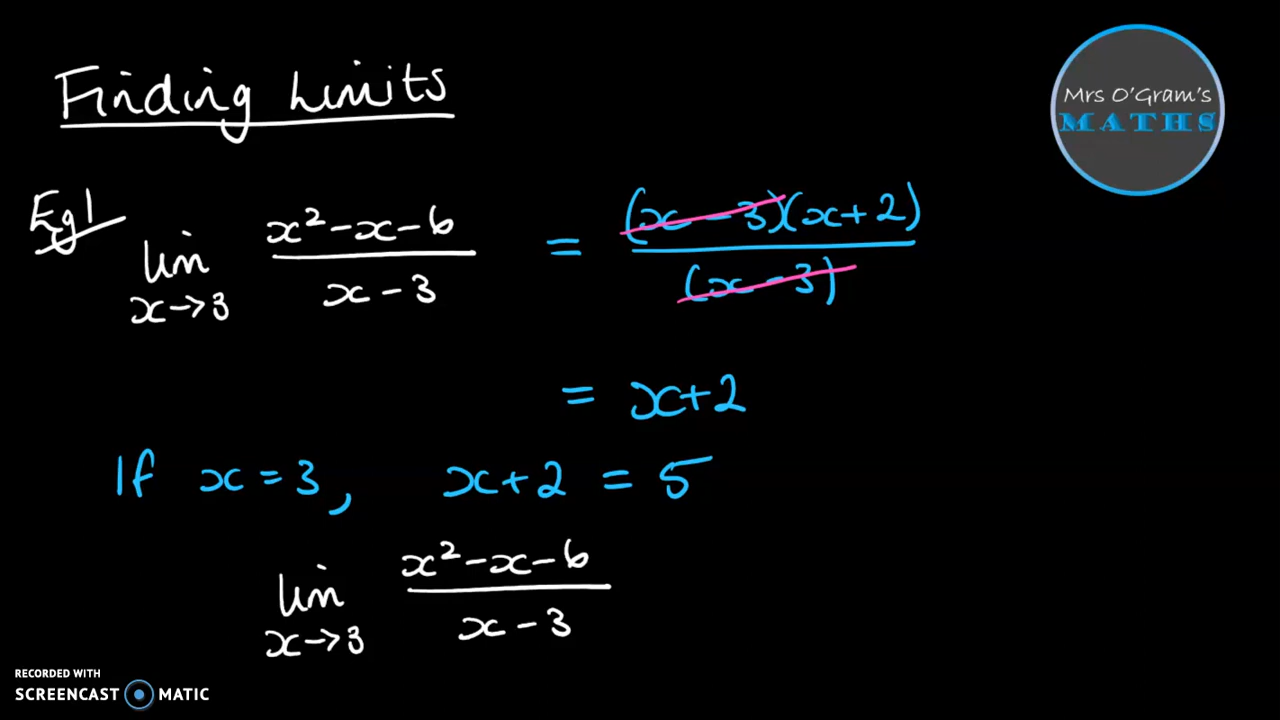 Finding Limits
Mrs O'Gram's
MATHS
Eg1
lim x→3 (x² - x - 6)/(x - 3) = (x - 3)(x + 2)/(x - 3)
= x + 2
If x = 3, x + 2 = 5
lim x→3 (x² - x - 6)/(x - 3)
RECORDED WITH
SCREENCAST MATIC